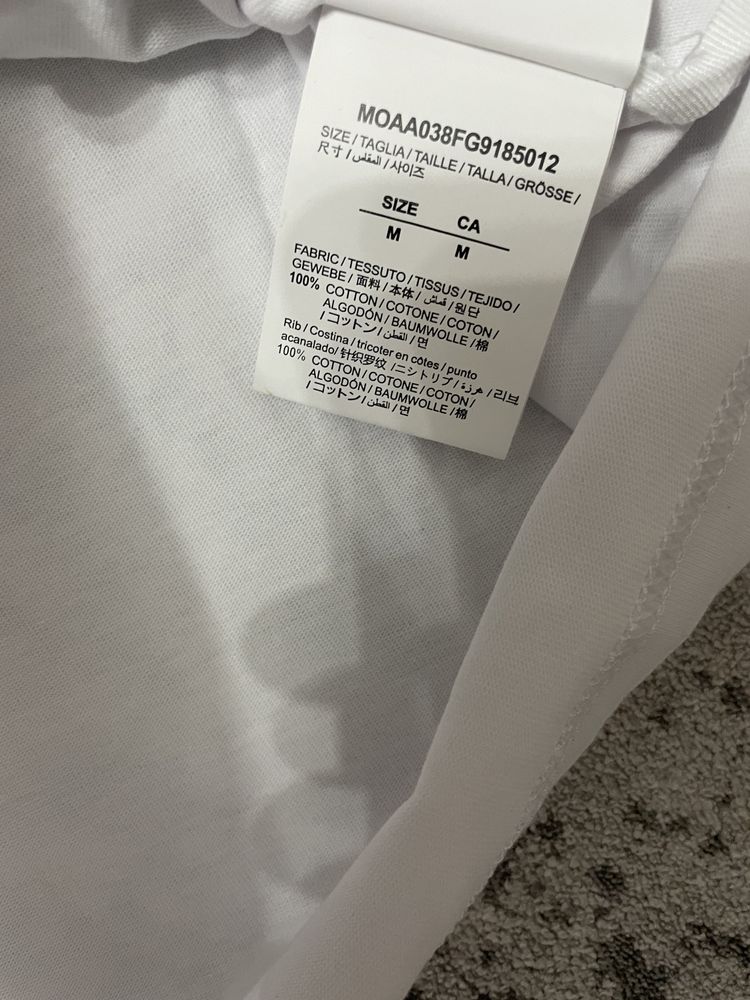 MOAA038FG9185012
SIZE / TAGLIA / TAILLE / TALLA / GRÖSSE /
尺寸 / المقاس / 사이즈
SIZE CA
M M
FABRIC / TESSUTO / TISSUS / TEJIDO /
GEWEBE / 面料 / 本体 / قماش / 원단
100% COTTON / COTONE / COTON /
ALGODÓN / BAUMWOLLE / 棉
/ コットン / القطن / 면
Rib / Costina / tricoter en côtes / punto
acanalado / 针织罗纹 / ニシトリブ / غرزة / 리브
100% COTTON / COTONE / COTON /
ALGODÓN / BAUMWOLLE / 棉
/ コットン / القطن / 면